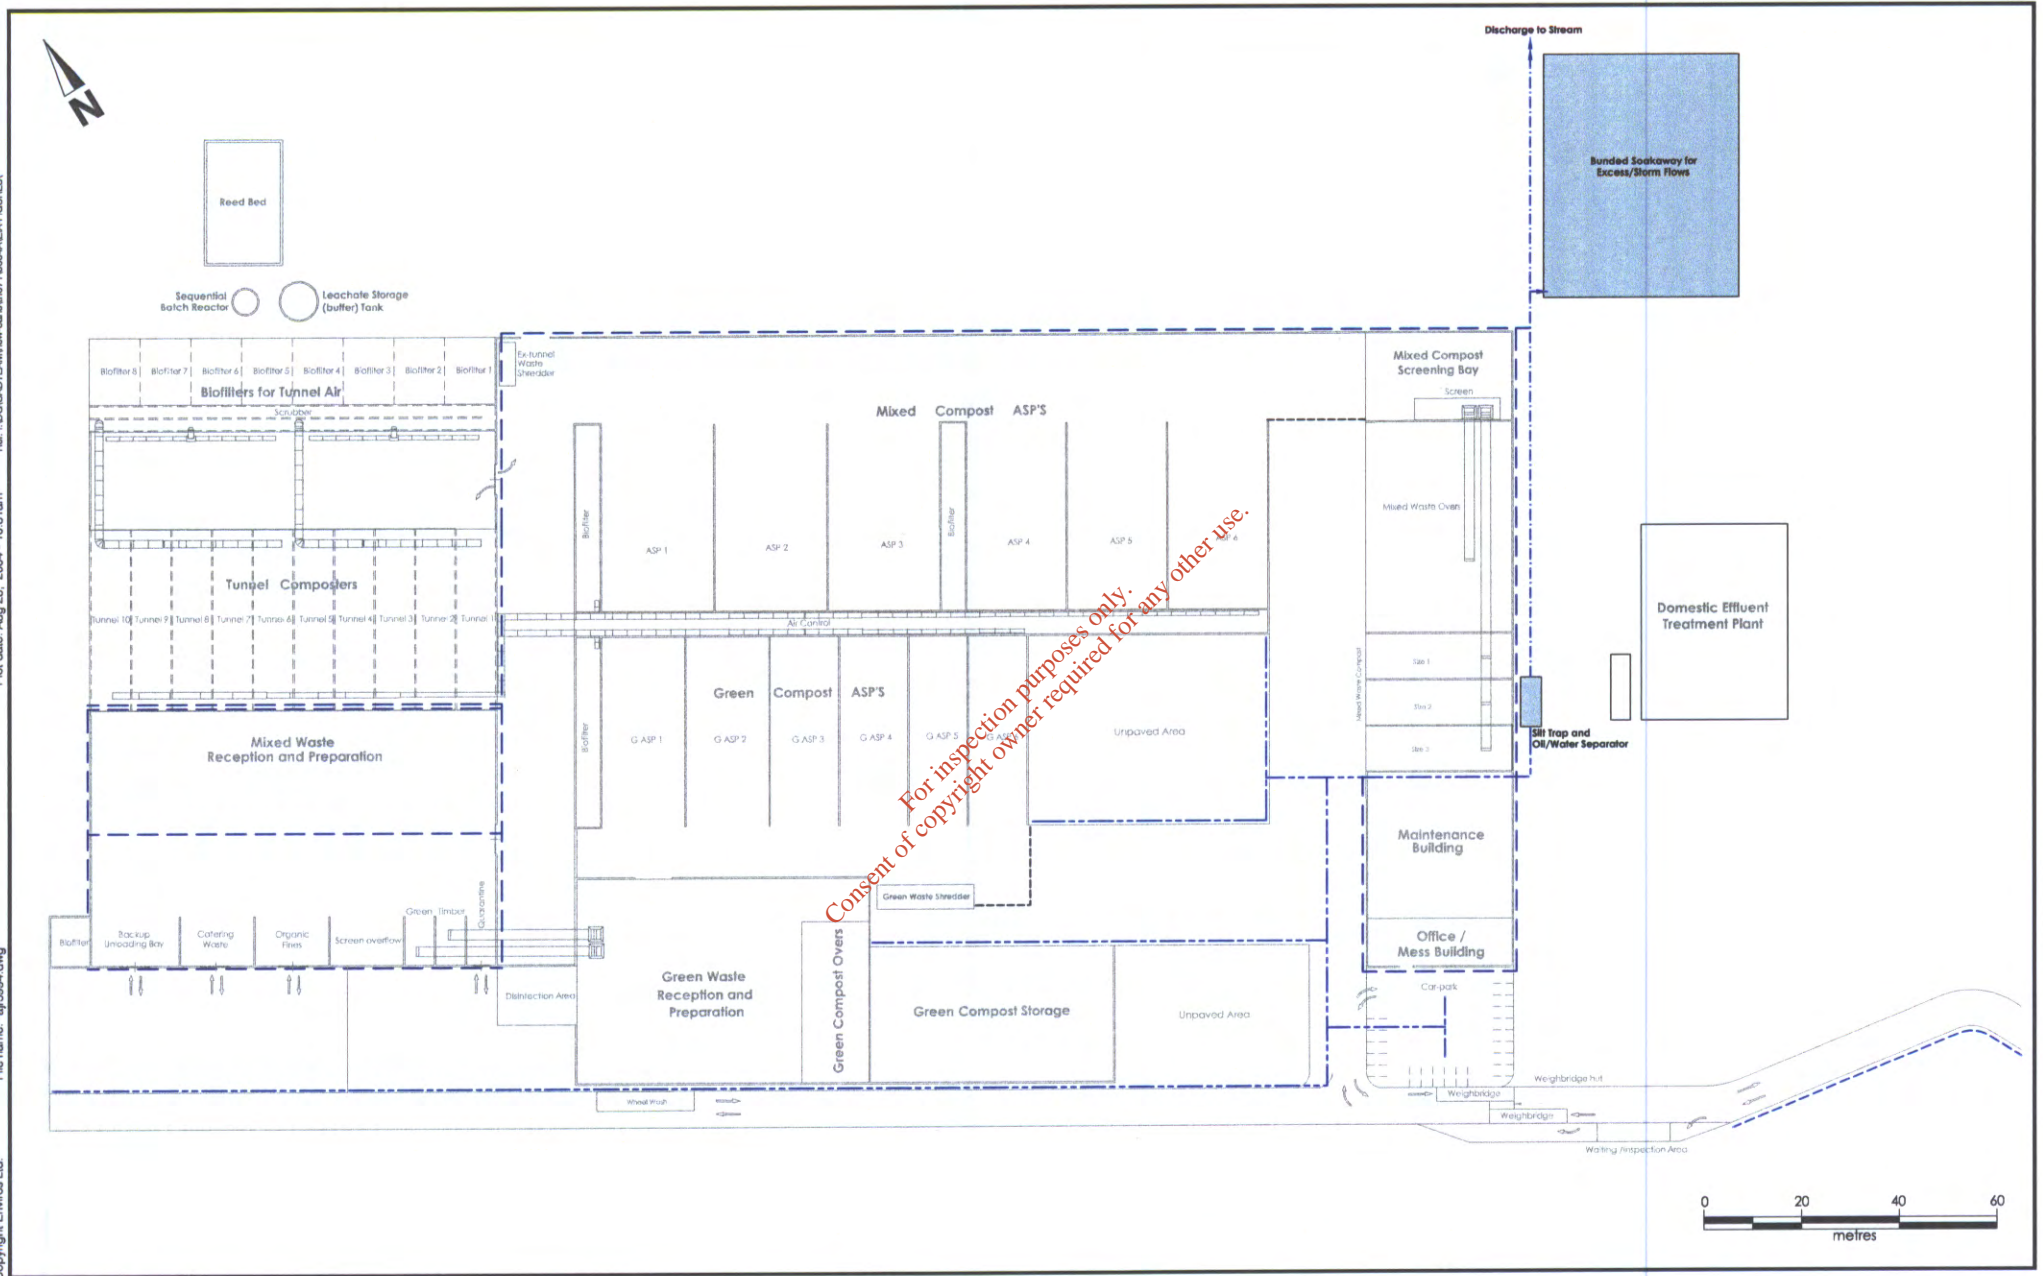 Discharge to Stream
N
Bunded Soakaway for
Excess/Storm Flows
Reed Bed
Sequential
Batch Reactor
Leachate Storage
(buffer) Tank
Ex-tunnel
Waste
Shredder
Biofilter 8
Biofilter 7
Biofilter 6
Biofilter 5
Biofilter 4
Biofilter 3
Biofilter 2
Biofilter 1
Biofilters for Tunnel Air
Scrubber
Mixed Compost ASP'S
Mixed Compost
Screening Bay
Screen
Biofilter
ASP 1
ASP 2
ASP 3
Biofilter
ASP 4
ASP 5
ASP 6
Mixed Waste Oven
Tunnel Composters
Tunnel 10
Tunnel 9
Tunnel 8
Tunnel 7
Tunnel 6
Tunnel 5
Tunnel 4
Tunnel 3
Tunnel 2
Tunnel 1
Air Control
Domestic Effluent
Treatment Plant
Green Compost ASP'S
Biofilter
G ASP 1
G ASP 2
G ASP 3
G ASP 4
G ASP 5
G ASP 6
Unpaved Area
Mixed Waste Compost
Silt Trap and
Oil/Water Separator
Mixed Waste
Reception and Preparation
Maintenance
Building
Green Waste Shredder
Green Timber
Quarantine
Biofilter
Backup
Unloading Bay
Catering
Waste
Organic
Fines
Screen overflow
Office /
Mess Building
Disinfection Area
Green Waste
Reception and
Preparation
Green Compost Overs
Green Compost Storage
Unpaved Area
Car-park
Wheel Wash
Weighbridge hut
Weighbridge
Weighbridge
Waiting /Inspection Area
0 20 40 60
metres
For inspection purposes only.
Consent of copyright owner required for any other use.